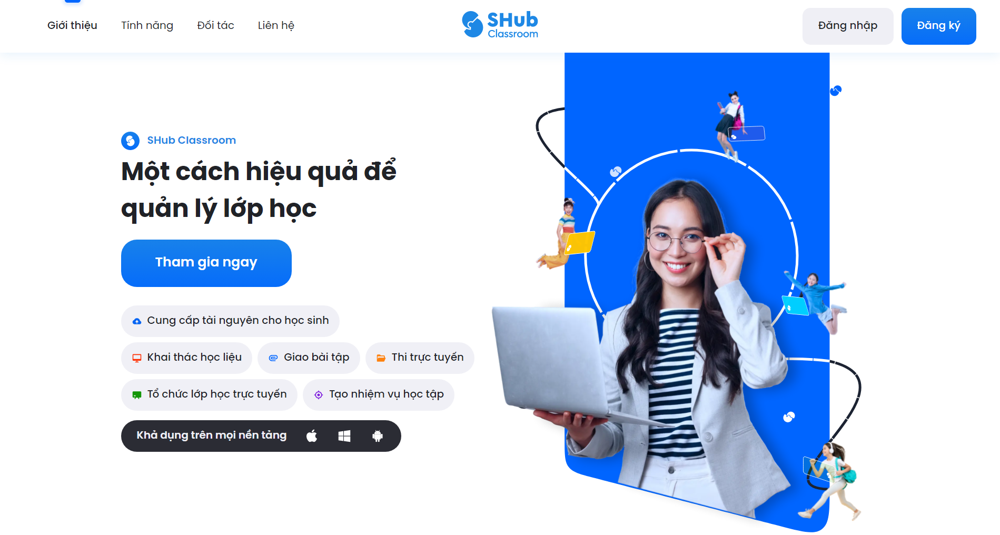 Giới thiệu
Tính năng
Đối tác
Liên hệ
SHub
Classroom
Đăng nhập
Đăng ký
SHub Classroom
Một cách hiệu quả để
quản lý lớp học
Tham gia ngay
Cung cấp tài nguyên cho học sinh
Khai thác học liệu
Giao bài tập
Thi trực tuyến
Tổ chức lớp học trực tuyến
Tạo nhiệm vụ học tập
Khả dụng trên mọi nền tảng